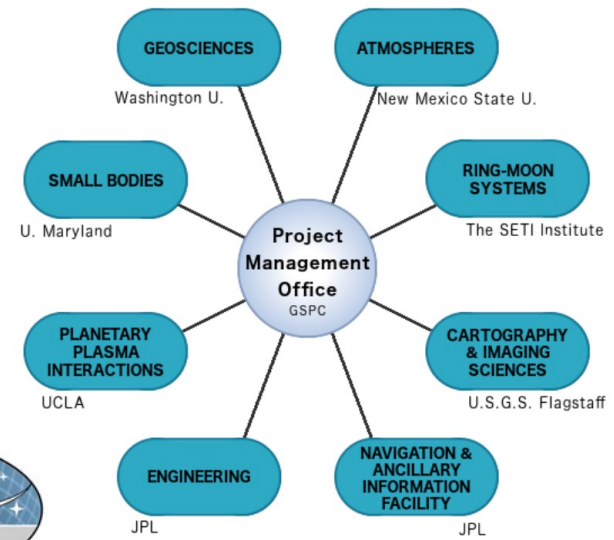 GEOSCIENCES
Washington U.
ATMOSPHERES
New Mexico State U.
SMALL BODIES
U. Maryland
RING-MOON
SYSTEMS
The SETI Institute
Project
Management
Office
GSPC
PLANETARY
PLASMA
INTERACTIONS
UCLA
CARTOGRAPHY
& IMAGING
SCIENCES
U.S.G.S. Flagstaff
ENGINEERING
JPL
NAVIGATION &
ANCILLARY
INFORMATION
FACILITY
JPL